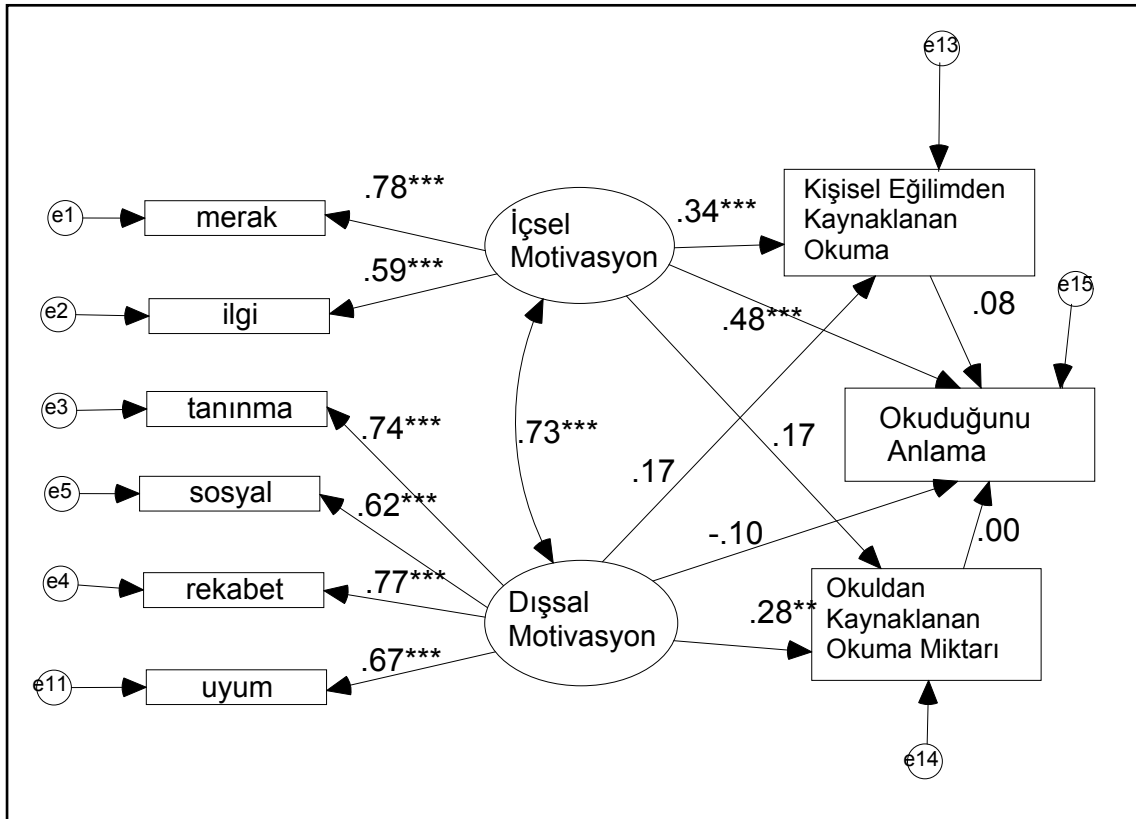 e13
.78***
.34***
Kişisel Eğilimden
Kaynaklanan
Okuma
e1
merak
İçsel
Motivasyon
.59***
e2
ilgi
.48***
.08
e15
e3
tanınma
.74***
.73***
.17
.17
Okuduğunu
Anlama
e5
sosyal
.62***
-.10
.00
e4
rekabet
.77***
Dışsal
Motivasyon
.28**
Okuldan
Kaynaklanan
Okuma Miktarı
.67***
e11
uyum
e14